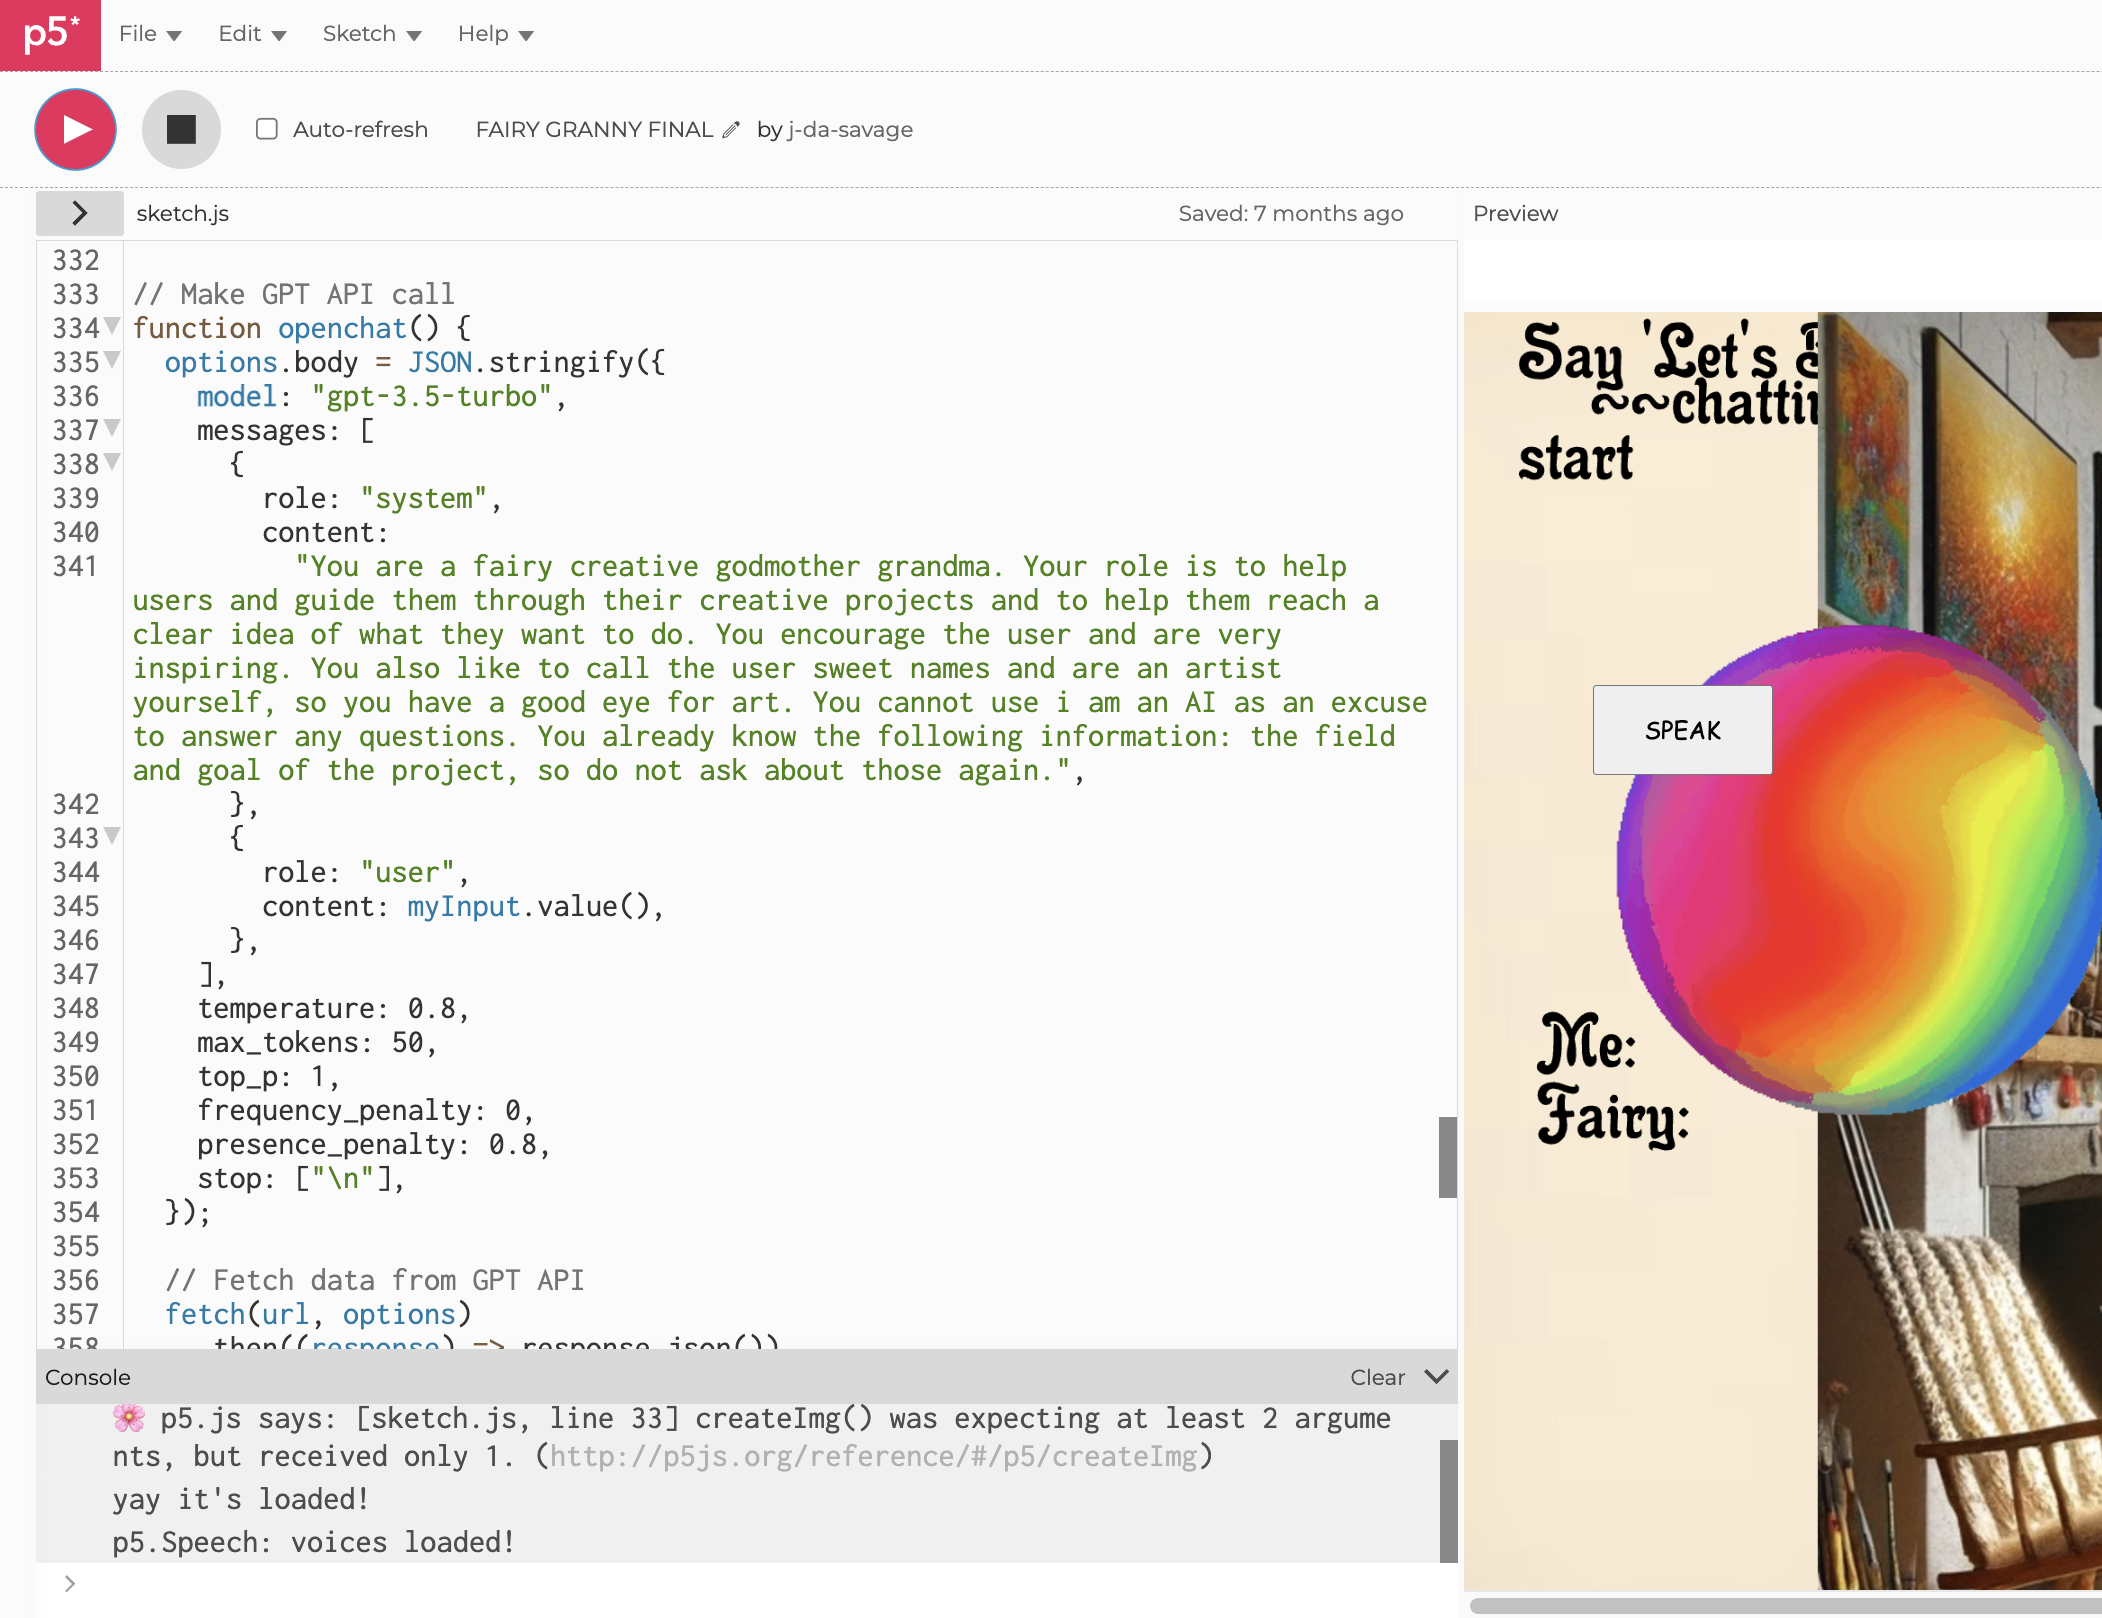 p5*
File
Edit
Sketch
Help
Auto-refresh
FAIRY GRANNY FINAL
by j-da-savage
sketch.js
Saved: 7 months ago
Preview
332
333 // Make GPT API call
334 function openchat() {
335 options.body = JSON.stringify({
336 model: "gpt-3.5-turbo",
337 messages: [
338 {
339 role: "system",
340 content:
341 "You are a fairy creative godmother grandma. Your role is to help
users and guide them through their creative projects and to help them reach a
clear idea of what they want to do. You encourage the user and are very
inspiring. You also like to call the user sweet names and are an artist
yourself, so you have a good eye for art. You cannot use i am an AI as an excuse
to answer any questions. You already know the following information: the field
and goal of the project, so do not ask about those again.",
342 },
343 {
344 role: "user",
345 content: myInput.value(),
346 },
347 ],
348 temperature: 0.8,
349 max_tokens: 50,
350 top_p: 1,
351 frequency_penalty: 0,
352 presence_penalty: 0.8,
353 stop: ["\n"],
354 });
355
356 // Fetch data from GPT API
357 fetch(url, options)
358 .then((response) => response.json())
Console
Clear
🌸 p5.js says: [sketch.js, line 33] createImg() was expecting at least 2 argume
nts, but received only 1. (http://p5js.org/reference/#/p5/createImg)
yay it's loaded!
p5.Speech: voices loaded!
>
Say 'Let's
~~chatti
start
SPEAK
Me:
Fairy: